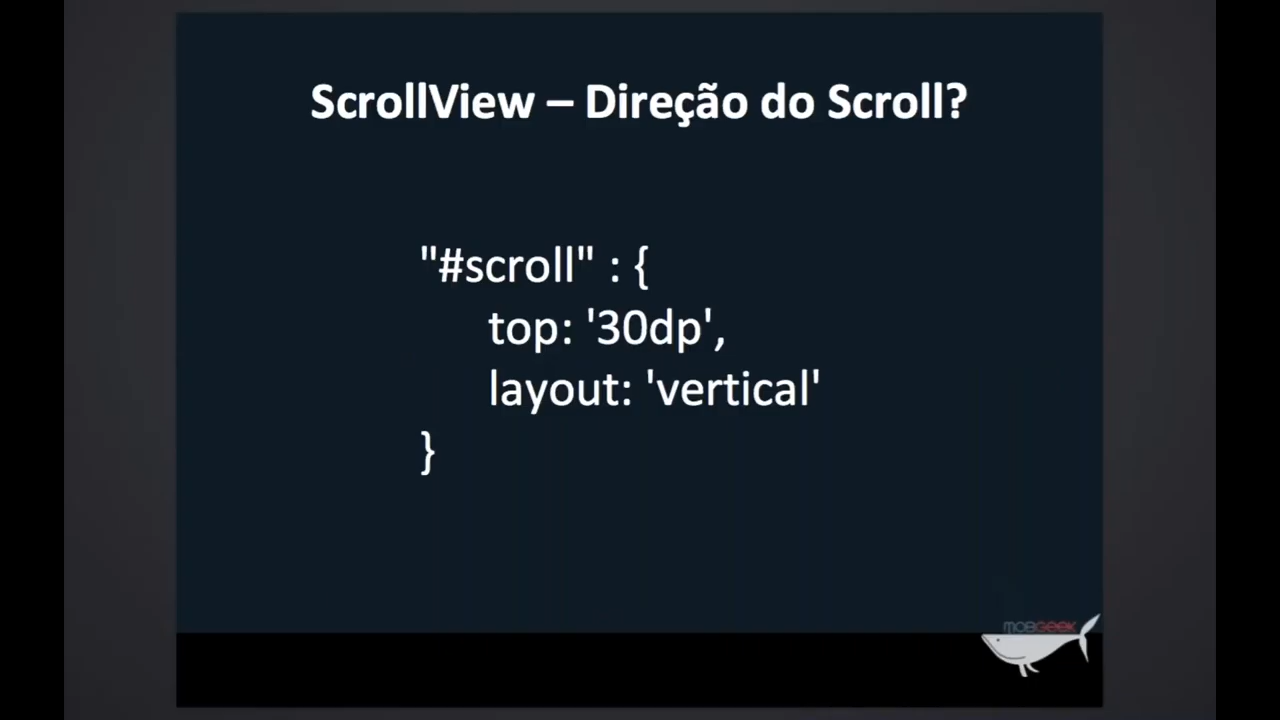 ScrollView – Direção do Scroll?
"#scroll" : {
top: '30dp',
layout: 'vertical'
}
MOBGEEK